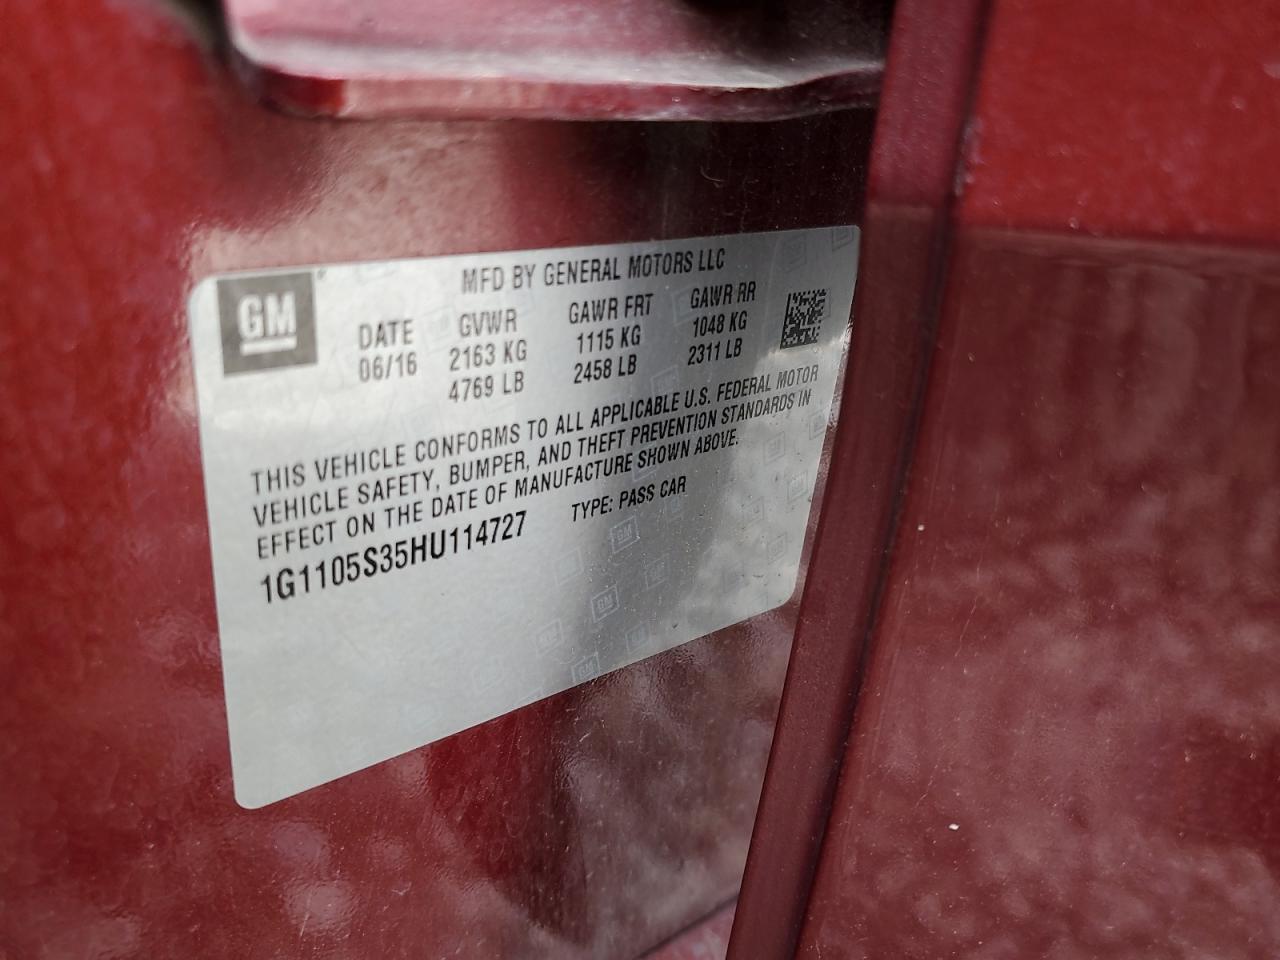 GM
MFD BY GENERAL MOTORS LLC
DATE GVWR GAWR FRT GAWR RR
06/16 2163 KG 1115 KG 1048 KG
4769 LB 2458 LB 2311 LB
THIS VEHICLE CONFORMS TO ALL APPLICABLE U.S. FEDERAL MOTOR
VEHICLE SAFETY, BUMPER, AND THEFT PREVENTION STANDARDS IN
EFFECT ON THE DATE OF MANUFACTURE SHOWN ABOVE.
1G1105S35HU114727 TYPE: PASS CAR